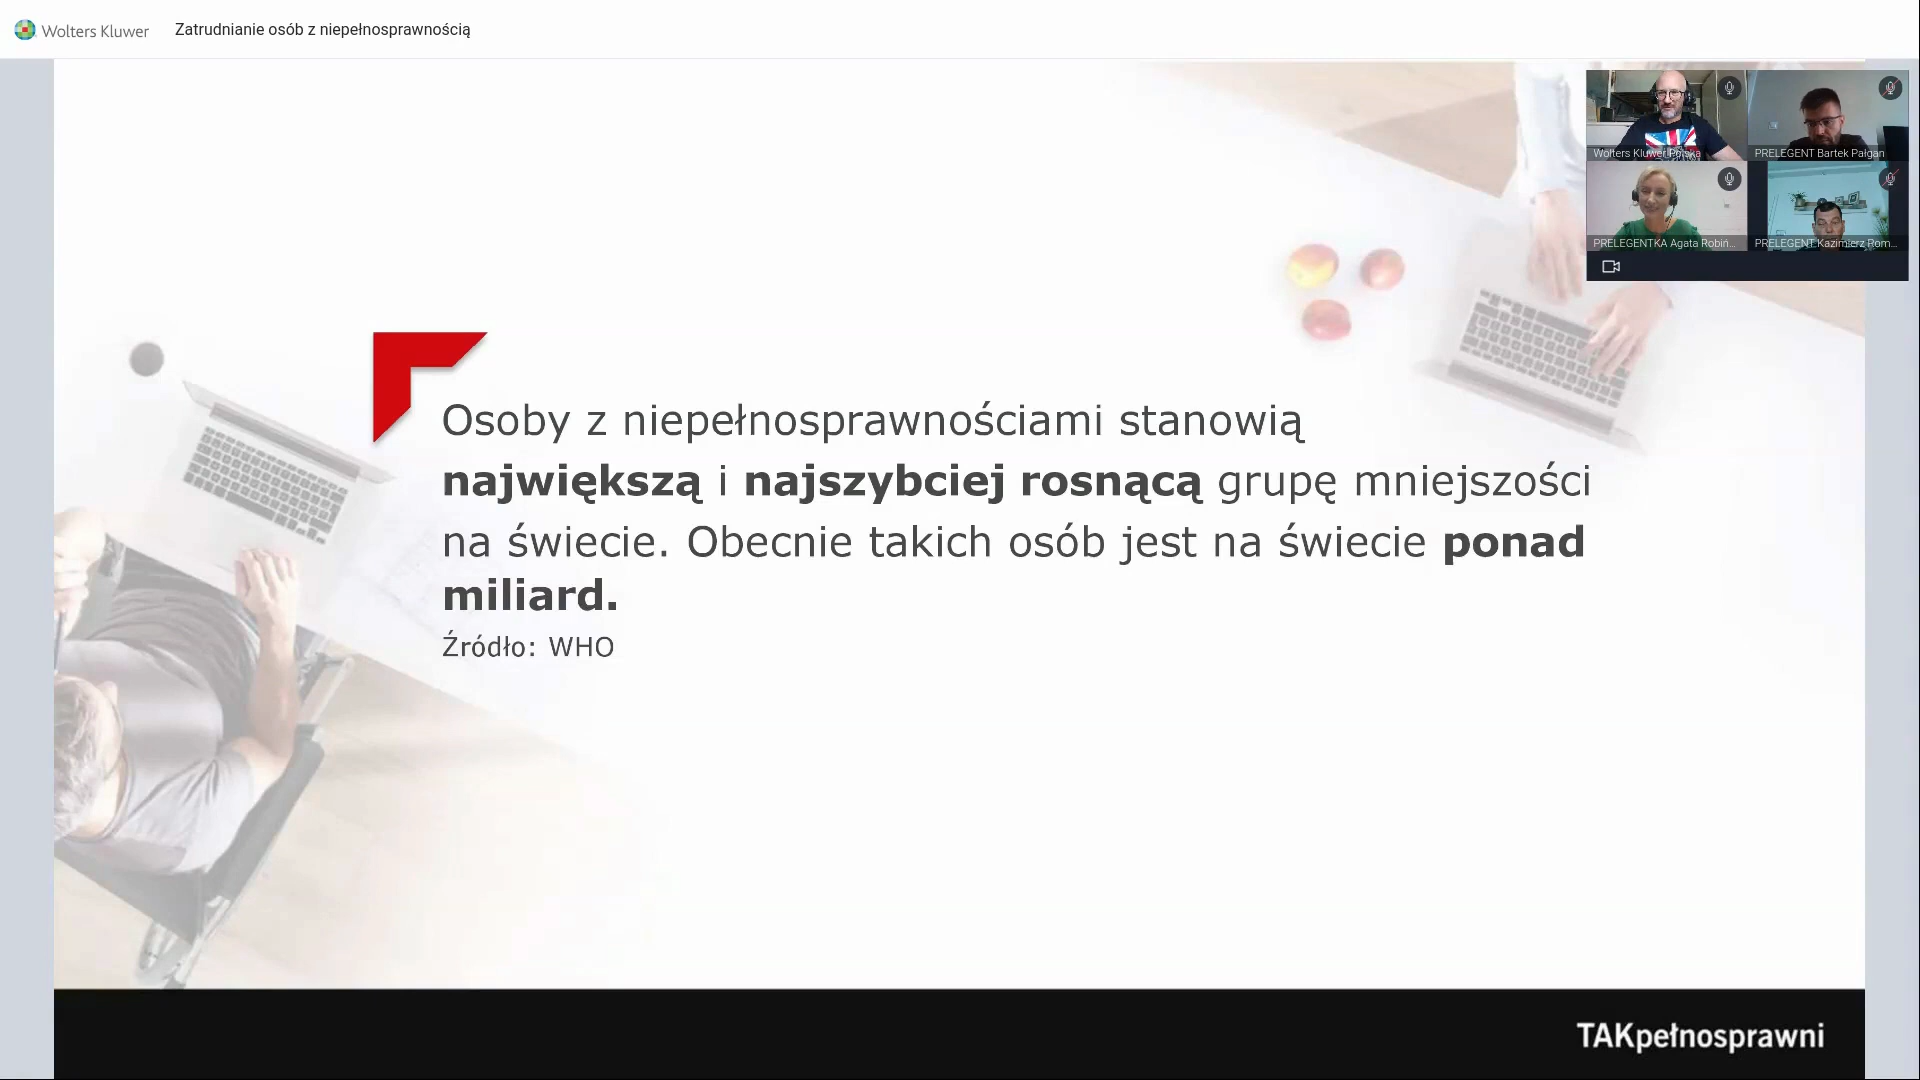 Wolters Kluwer
Zatrudnianie osób z niepełnosprawnością
Wolters Kluwer Polska
PRELEGENT Bartek Pałgan
PRELEGENTKA Agata Robiń...
PRELEGENT Kazimierz Rom...
Osoby z niepełnosprawnościami stanowią
największą i najszybciej rosnącą grupę mniejszości
na świecie. Obecnie takich osób jest na świecie ponad
miliard.
Źródło: WHO
TAKpełnosprawni